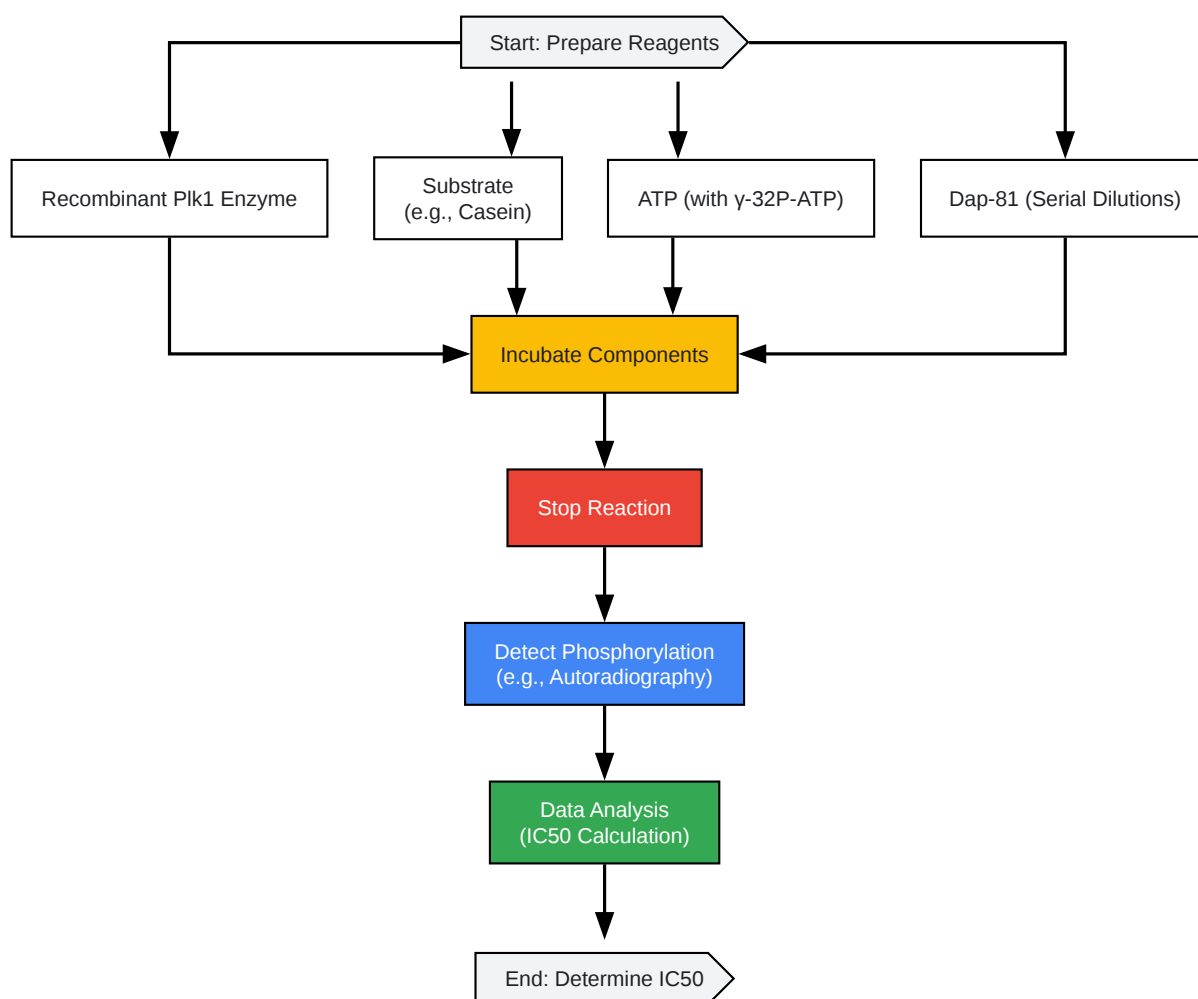 Start: Prepare Reagents
Recombinant Plk1 Enzyme
Substrate
(e.g., Casein)
ATP (with γ-32P-ATP)
Dap-81 (Serial Dilutions)
Incubate Components
Stop Reaction
Detect Phosphorylation
(e.g., Autoradiography)
Data Analysis
(IC50 Calculation)
End: Determine IC50